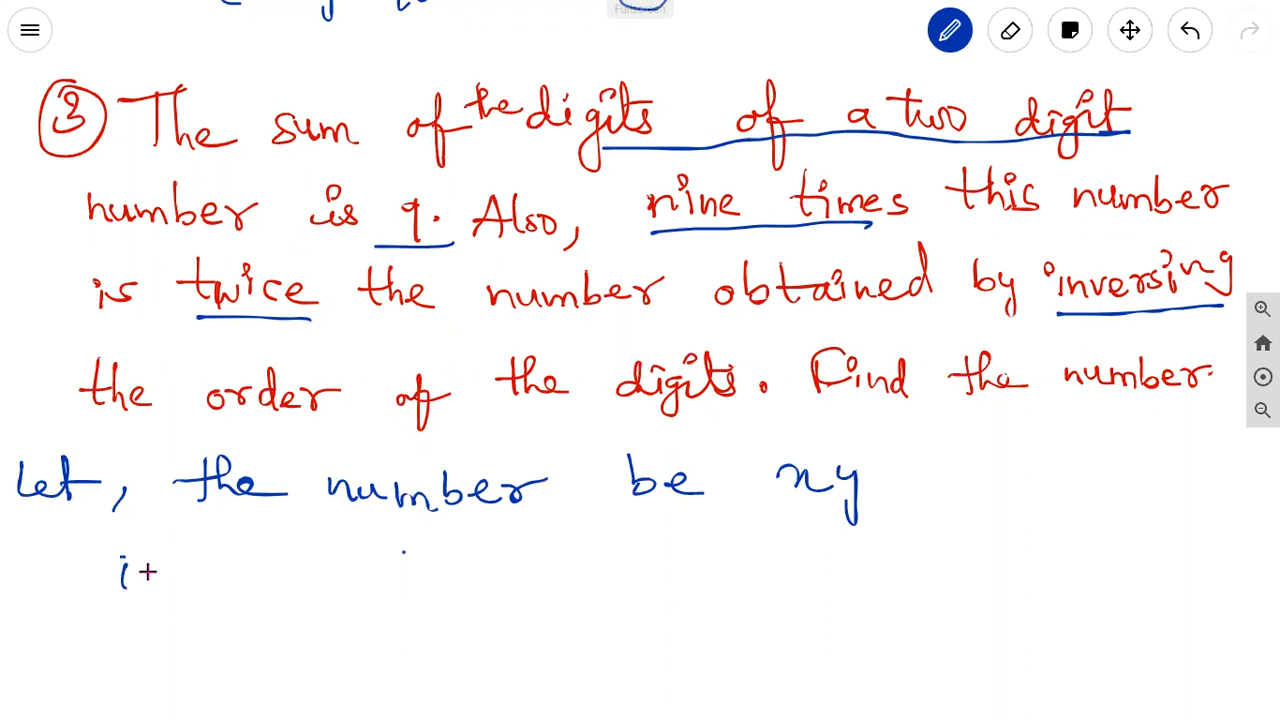 Fullscreen
③ The sum of the digits of a two digit
number is 9. Also, nine times this number
is twice the number obtained by inversing
the order of the digits. Find the number.
Let, the number be xy
i